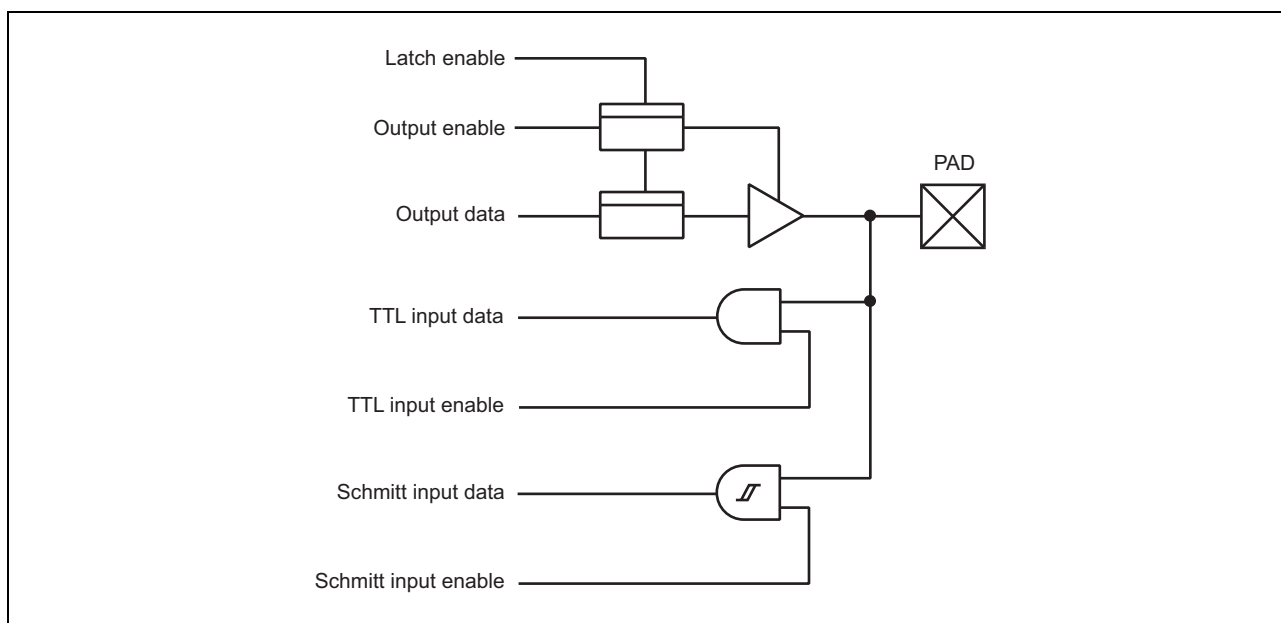 Latch enable
Output enable
PAD
Output data
TTL input data
TTL input enable
Schmitt input data
Schmitt input enable